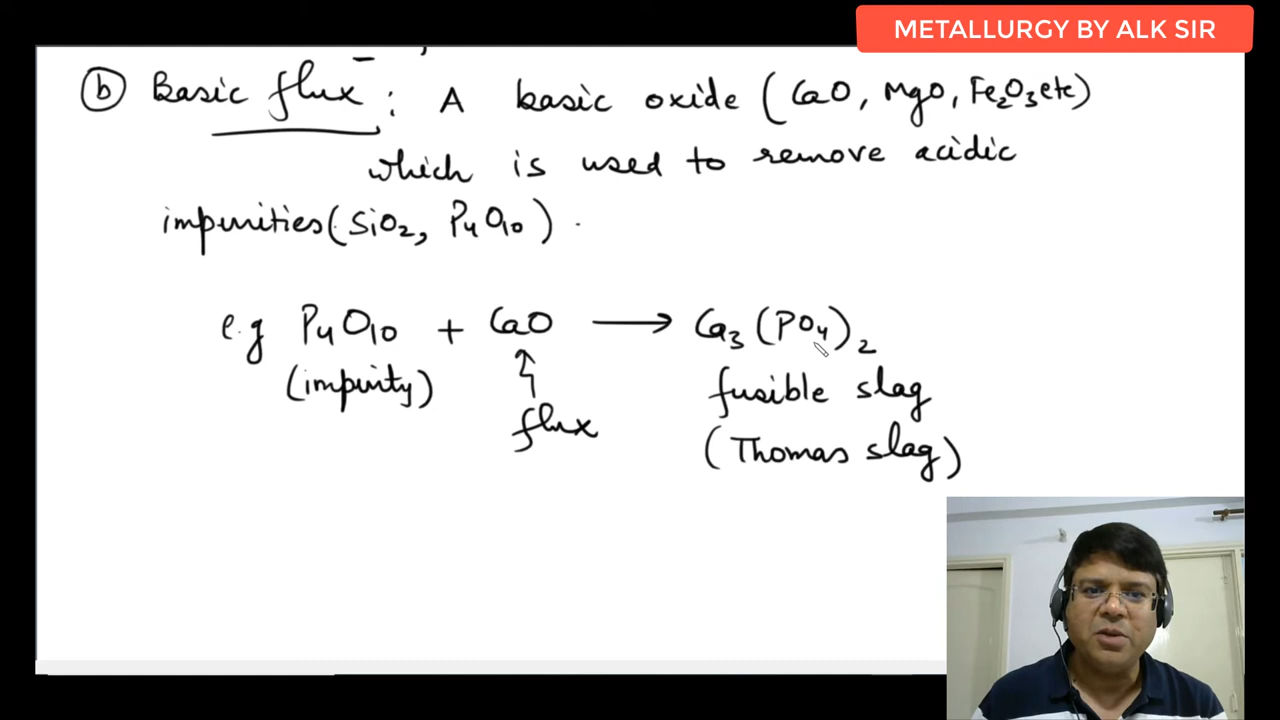 METALLURGY BY ALK SIR
(b) Basic flux : A basic oxide (CaO, MgO, Fe2O3 etc)
which is used to remove acidic
impurities (SiO2, P4O10) .
e.g P4O10 + CaO → Ca3(PO4)2
(impurity) fusible slag
flux (Thomas slag)